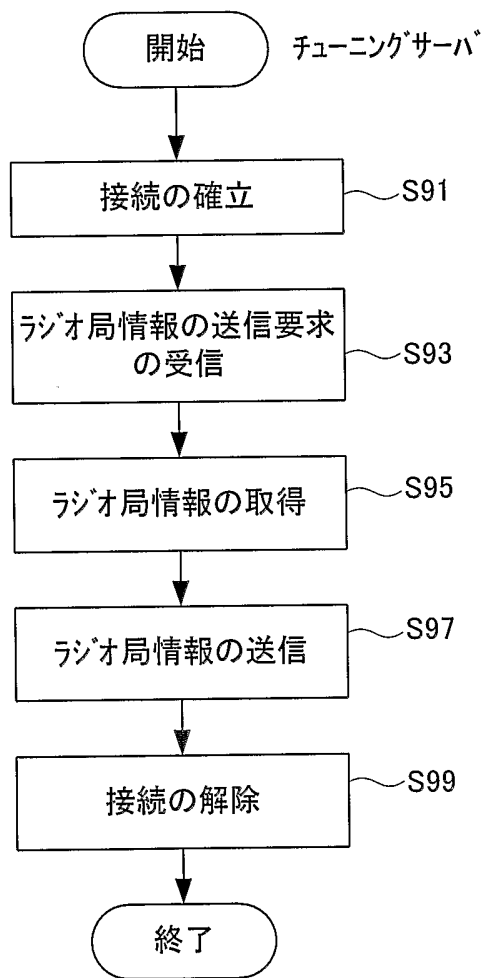 開始
チューニングサーバ
接続の確立
S91
ラジオ局情報の送信要求
の受信
S93
ラジオ局情報の取得
S95
ラジオ局情報の送信
S97
接続の解除
S99
終了